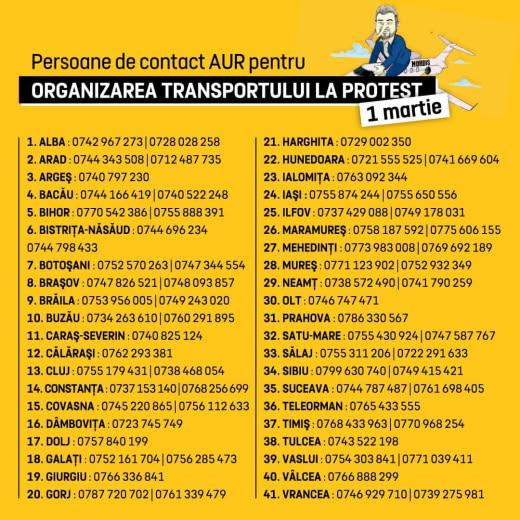 Persoane de contact AUR pentru
ORGANIZAREA TRANSPORTULUI LA PROTEST
1 martie
NORDIS
1. ALBA : 0742 967 273|0728 028 258
2. ARAD : 0744 343 508|0712 487 735
3. ARGEŞ : 0740 797 230
4. BACĂU : 0744 166 419|0740 522 248
5. BIHOR : 0770 542 386|0755 888 391
6. BISTRIȚA-NĂSĂUD : 0744 696 234
0744 798 433
7. BOTOŞANI : 0752 570 263|0747 344 554
8. BRAŞOV : 0747 826 521|0748 093 857
9. BRĂILA : 0753 956 005|0749 243 020
10. BUZĂU : 0734 263 610|0760 291 895
11. CARAŞ-SEVERIN : 0740 825 124
12. CĂLĂRAŞI : 0762 293 381
13. CLUJ : 0755 179 431|0738 468 054
14. CONSTANȚA : 0737 153 140|0768 256 699
15. COVASNA : 0745 220 865|0756 112 633
16. DÂMBOVIȚA : 0723 745 749
17. DOLJ : 0757 840 199
18. GALAȚI : 0752 161 704|0756 285 473
19. GIURGIU : 0766 336 841
20. GORJ : 0787 720 702|0761 339 479
21. HARGHITA : 0729 002 350
22. HUNEDOARA : 0721 555 525|0741 669 604
23. IALOMIȚA : 0763 092 344
24. IAŞI : 0755 874 244|0755 650 556
25. ILFOV : 0737 429 088|0749 178 031
26. MARAMUREŞ : 0758 187 592|0775 606 155
27. MEHEDINȚI : 0773 983 008|0769 692 189
28. MUREŞ : 0771 123 902|0752 932 349
29. NEAMȚ : 0738 572 490|0741 790 259
30. OLT : 0746 747 471
31. PRAHOVA : 0786 330 567
32. SATU-MARE : 0755 430 924|0747 587 767
33. SĂLAJ : 0755 311 206|0722 291 633
34. SIBIU : 0799 630 740|0749 415 421
35. SUCEAVA : 0744 787 487|0761 698 405
36. TELEORMAN : 0765 433 555
37. TIMIŞ : 0768 433 963|0770 968 254
38. TULCEA : 0743 522 198
39. VASLUI : 0754 303 841|0771 039 411
40. VÂLCEA : 0766 888 299
41. VRANCEA : 0746 929 710|0739 275 981